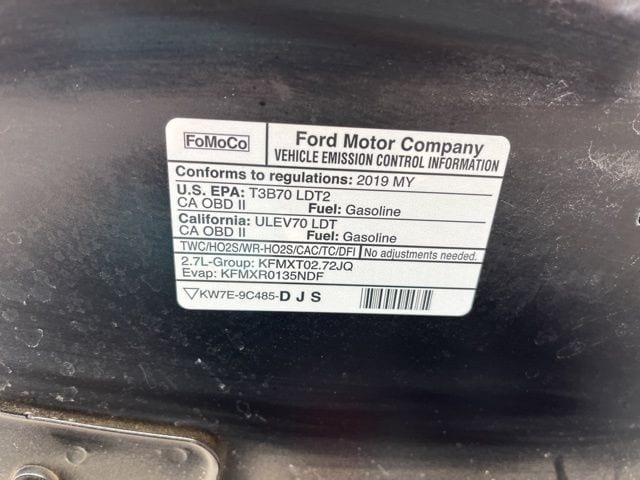 FoMoCo
Ford Motor Company
VEHICLE EMISSION CONTROL INFORMATION
Conforms to regulations: 2019 MY
U.S. EPA: T3B70 LDT2
CA OBD II Fuel: Gasoline
California: ULEV70 LDT
CA OBD II Fuel: Gasoline
TWC/HO2S/WR-HO2S/CAC/TC/DFI No adjustments needed.
2.7L-Group: KFMXT02.72JQ
Evap: KFMXR0135NDF
KW7E-9C485-D J S